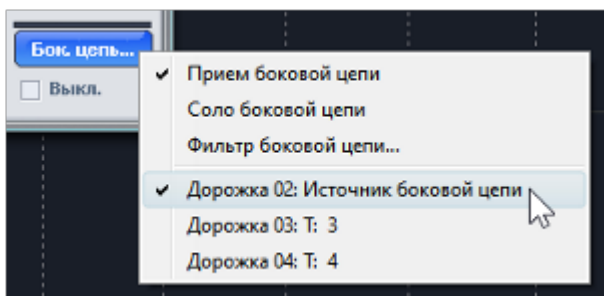 Бок. цепь...
Выкл.
Прием боковой цепи
Соло боковой цепи
Фильтр боковой цепи...
Дорожка 02: Источник боковой цепи
Дорожка 03: T: 3
Дорожка 04: T: 4